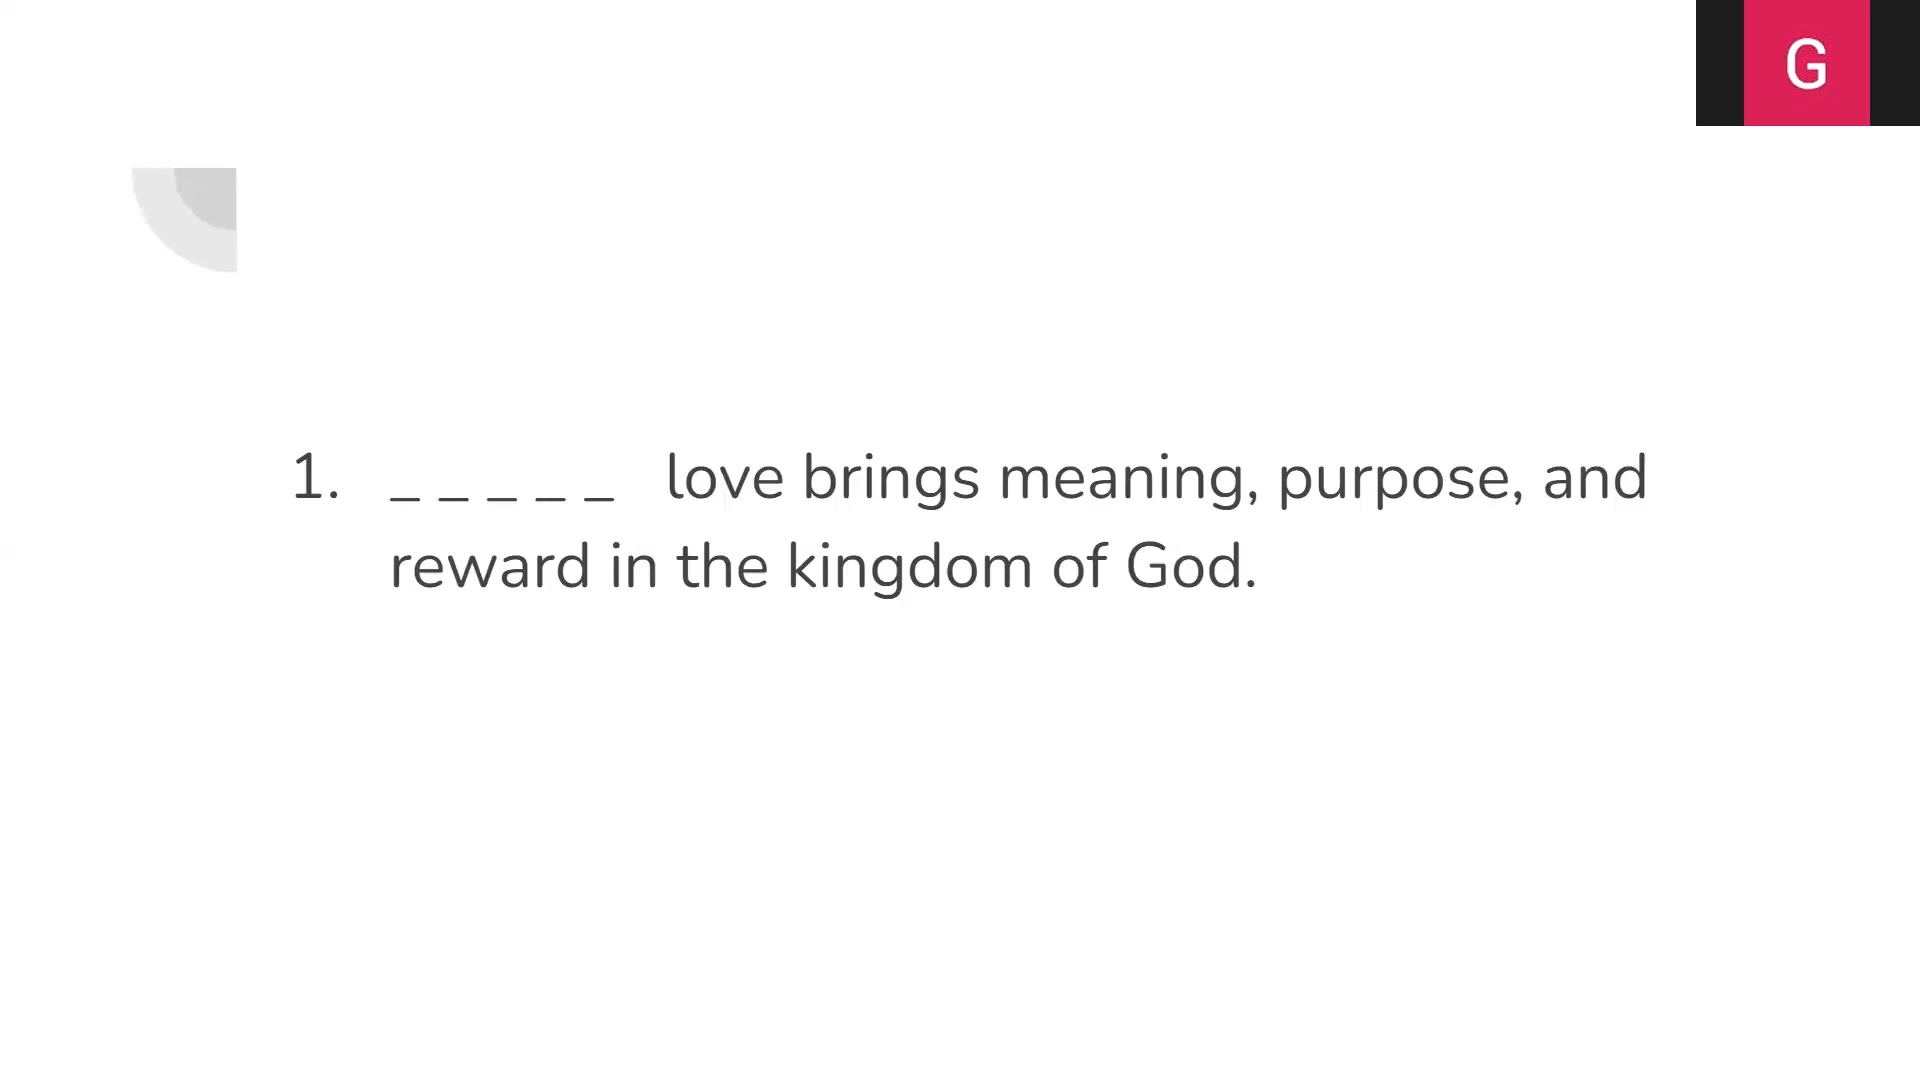 G
1. _ _ _ _ _ love brings meaning, purpose, and
reward in the kingdom of God.